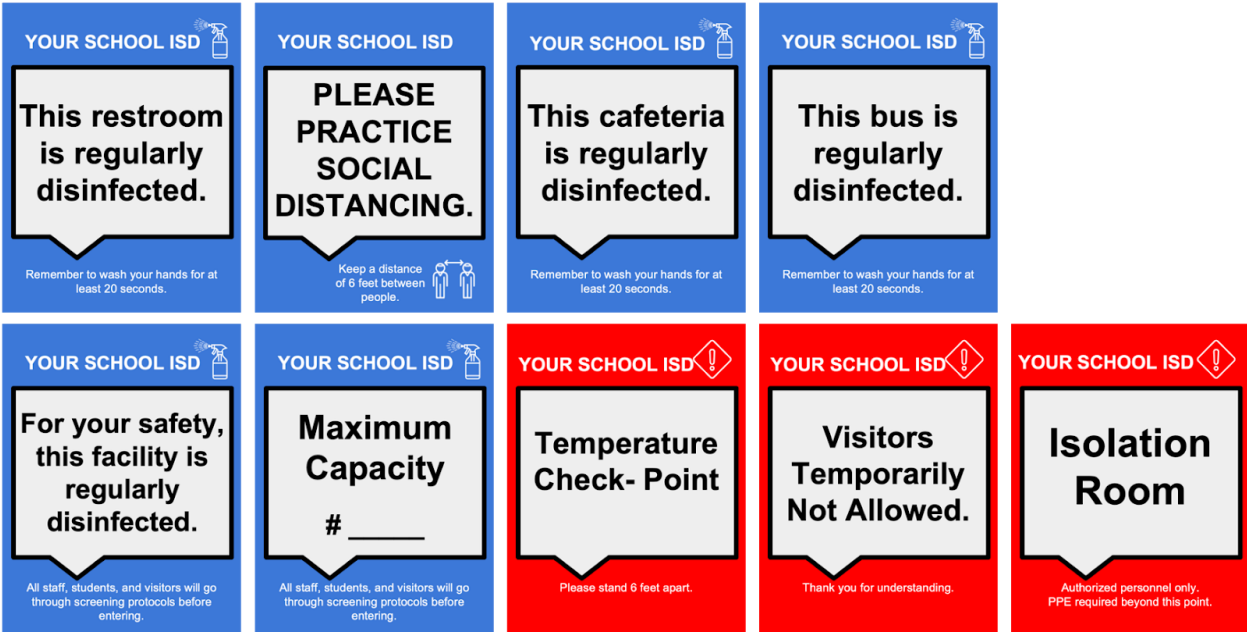 YOUR SCHOOL ISD
This restroom
is regularly
disinfected.
Remember to wash your hands for at
least 20 seconds.
YOUR SCHOOL ISD
PLEASE
PRACTICE
SOCIAL
DISTANCING.
Keep a distance
of 6 feet between
people.
YOUR SCHOOL ISD
This cafeteria
is regularly
disinfected.
Remember to wash your hands for at
least 20 seconds.
YOUR SCHOOL ISD
This bus is
regularly
disinfected.
Remember to wash your hands for at
least 20 seconds.
YOUR SCHOOL ISD
For your safety,
this facility is
regularly
disinfected.
All staff, students, and visitors will go
through screening protocols before
entering.
YOUR SCHOOL ISD
Maximum
Capacity
# _____
All staff, students, and visitors will go
through screening protocols before
entering.
YOUR SCHOOL ISD
Temperature
Check- Point
Please stand 6 feet apart.
YOUR SCHOOL ISD
Visitors
Temporarily
Not Allowed.
Thank you for understanding.
YOUR SCHOOL ISD
Isolation
Room
Authorized personnel only.
PPE required beyond this point.